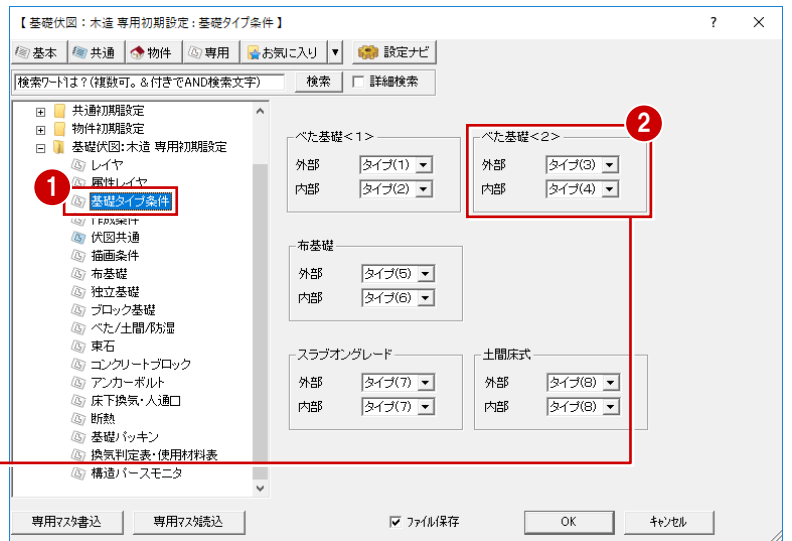 【 基礎伏図：木造 専用初期設定 : 基礎タイプ条件 】 ? ×
基本 共通 物件 専用 お気に入り ▼ 設定ナビ
検索ワードは？（複数可。& 付きでAND検索文字） 検索 詳細検索
共通初期設定
物件初期設定
基礎伏図：木造 専用初期設定
レイヤ
属性レイヤ
1
基礎タイプ条件
作成条件
伏図共通
描画条件
布基礎
独立基礎
ブロック基礎
べた/土間/防湿
束石
コンクリートブロック
アンカーボルト
床下換気・人通口
断熱
基礎パッキン
換気判定表・使用材料表
構造パースモニタ
べた基礎<1>
外部 タイプ(1)
内部 タイプ(2)
2
べた基礎<2>
外部 タイプ(3)
内部 タイプ(4)
布基礎
外部 タイプ(5)
内部 タイプ(6)
スラブオングレード
外部 タイプ(7)
内部 タイプ(7)
土間床式
外部 タイプ(8)
内部 タイプ(8)
専用マスタ書込 専用マスタ読込 ファイル保存 OK キャンセル